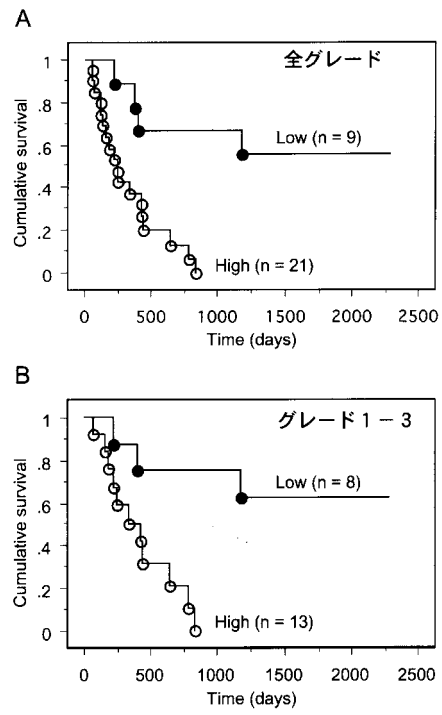 A
全グレード
1
.8
.6
.4
.2
0
Cumulative survival
Low (n = 9)
High (n = 21)
0 500 1000 1500 2000 2500
Time (days)
B
グレード 1 − 3
1
.8
.6
.4
.2
0
Cumulative survival
Low (n = 8)
High (n = 13)
0 500 1000 1500 2000 2500
Time (days)